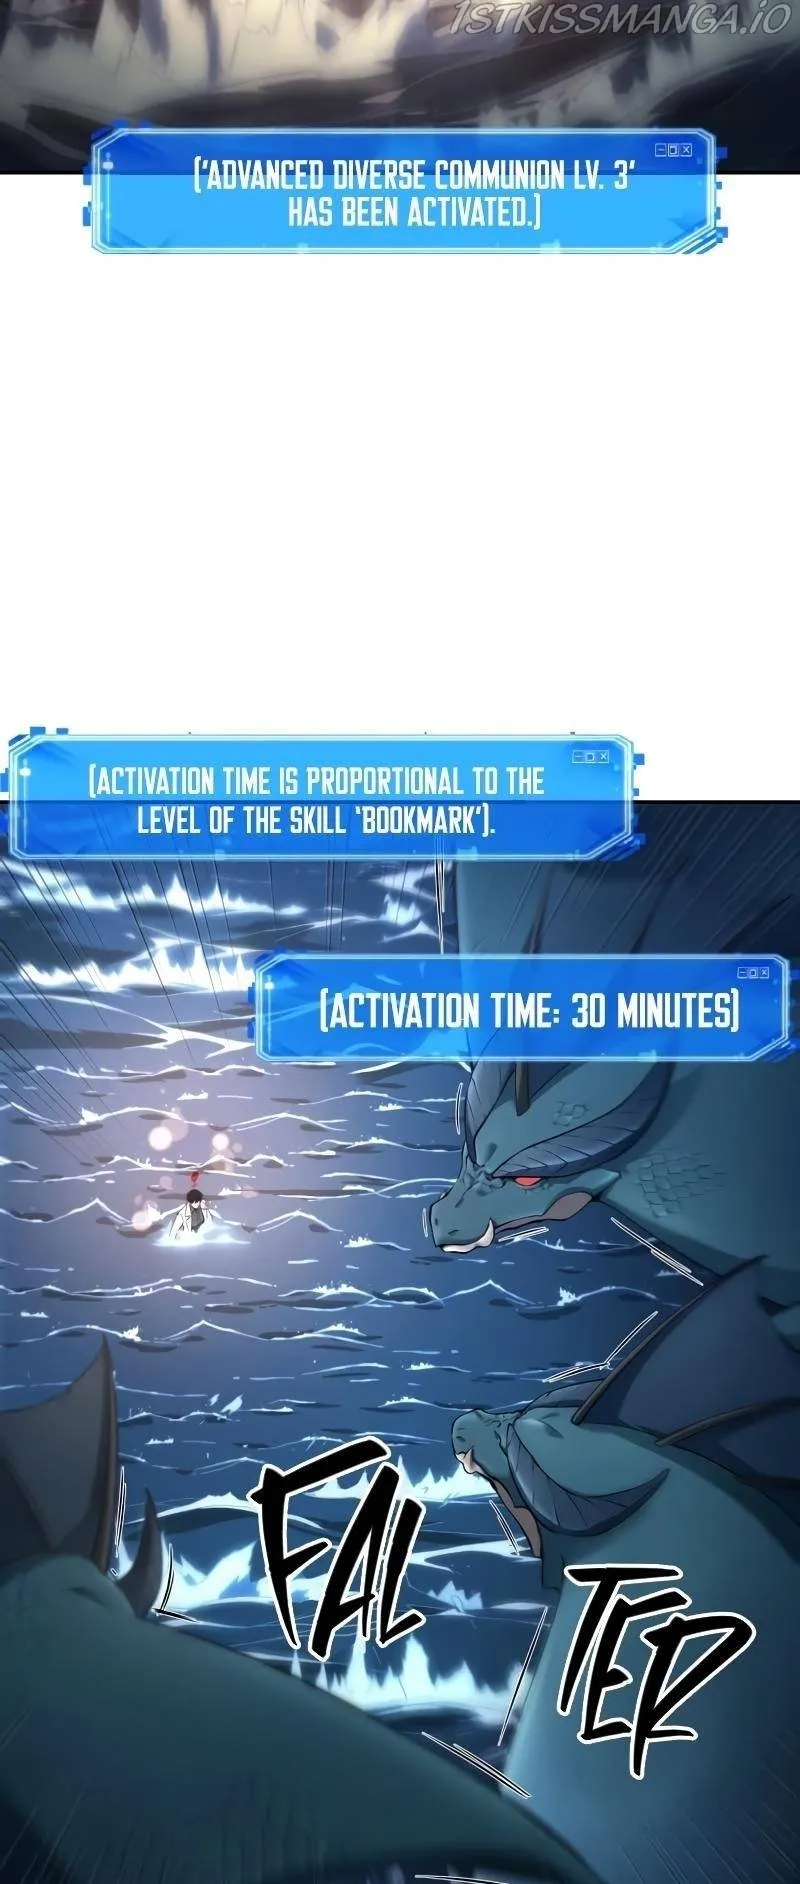 1STKISSMANGA.IO
['ADVANCED DIVERSE COMMUNION LV. 3'
HAS BEEN ACTIVATED.]
[ACTIVATION TIME IS PROPORTIONAL TO THE
LEVEL OF THE SKILL 'BOOKMARK'].
[ACTIVATION TIME: 30 MINUTES]
FAL
TER